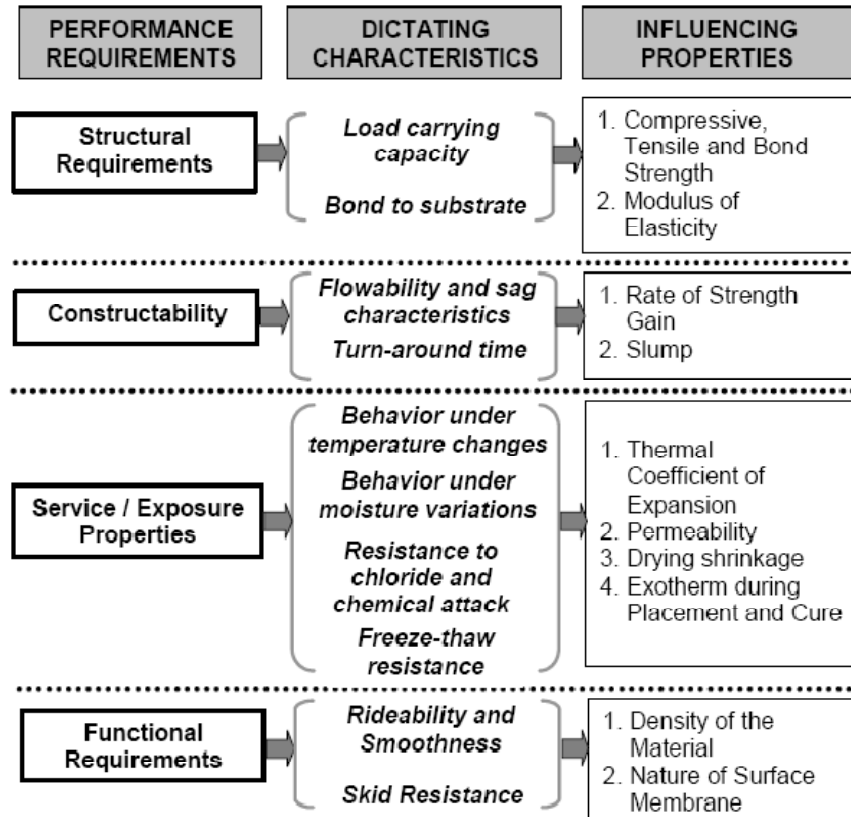 PERFORMANCE
REQUIREMENTS
DICTATING
CHARACTERISTICS
INFLUENCING
PROPERTIES
Structural
Requirements
Load carrying
capacity
Bond to substrate
1. Compressive,
Tensile and Bond
Strength
2. Modulus of
Elasticity
Constructability
Flowability and sag
characteristics
Turn-around time
1. Rate of Strength
Gain
2. Slump
Service / Exposure
Properties
Behavior under
temperature changes
Behavior under
moisture variations
Resistance to
chloride and
chemical attack
Freeze-thaw
resistance
1. Thermal
Coefficient of
Expansion
2. Permeability
3. Drying shrinkage
4. Exotherm during
Placement and Cure
Functional
Requirements
Rideability and
Smoothness
Skid Resistance
1. Density of the
Material
2. Nature of Surface
Membrane